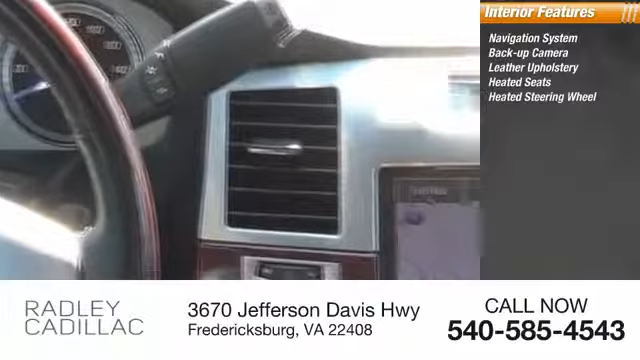 Interior Features
Navigation System
Back-up Camera
Leather Upholstery
Heated Seats
Heated Steering Wheel
RADLEY
CADILLAC
3670 Jefferson Davis Hwy
Fredericksburg, VA 22408
CALL NOW
540-585-4543